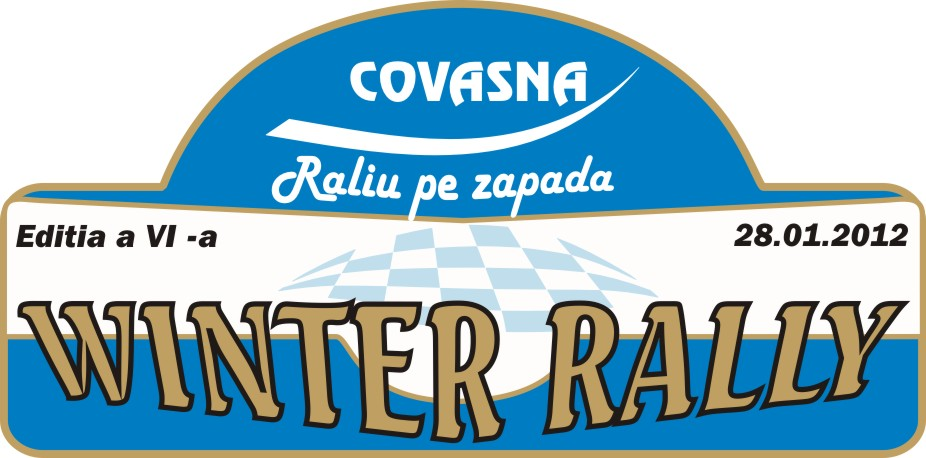 COVASNA
Raliu pe zapada
Editia a VI -a
28.01.2012
WINTER RALLY